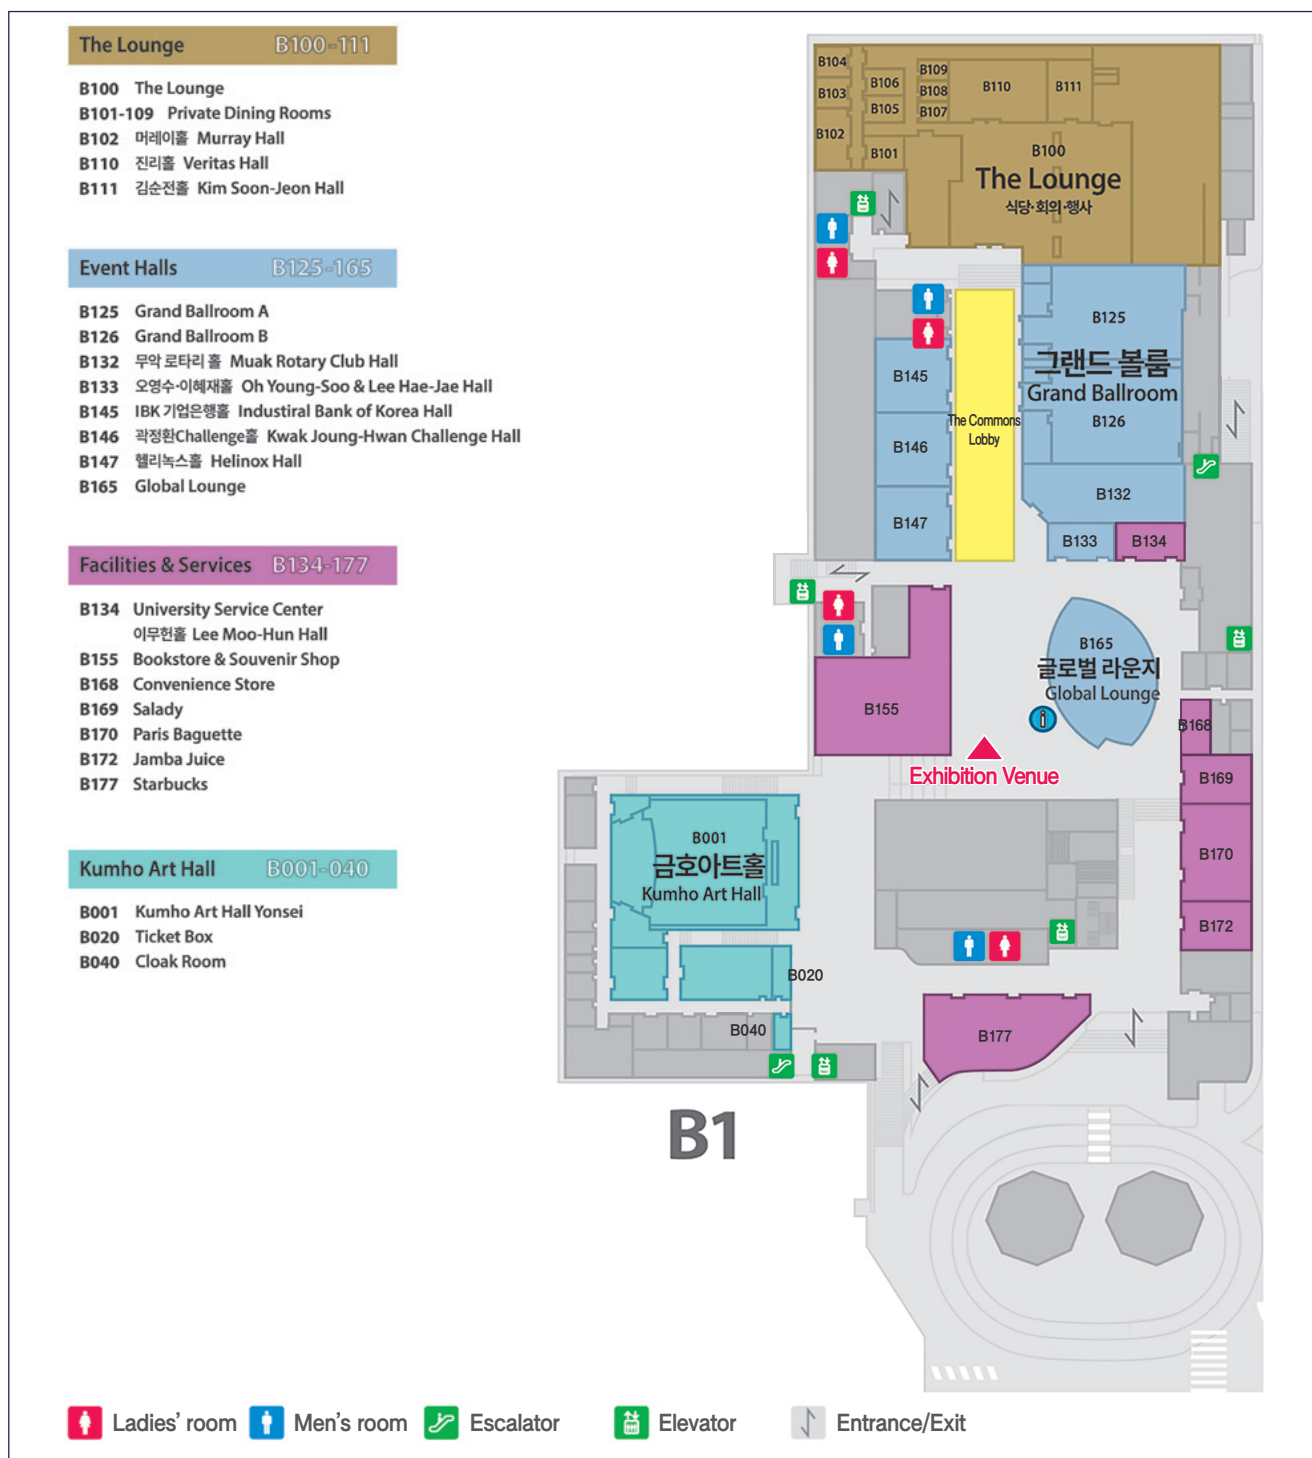 The Lounge B100-111
B100 The Lounge
B101-109 Private Dining Rooms
B102 머레이홀 Murray Hall
B110 진리홀 Veritas Hall
B111 김순전홀 Kim Soon-Jeon Hall
Event Halls B125-165
B125 Grand Ballroom A
B126 Grand Ballroom B
B132 무악 로타리 홀 Muak Rotary Club Hall
B133 오영수·이혜재홀 Oh Young-Soo & Lee Hae-Jae Hall
B145 IBK 기업은행홀 Industiral Bank of Korea Hall
B146 곽정환Challenge홀 Kwak Joung-Hwan Challenge Hall
B147 헬리녹스홀 Helinox Hall
B165 Global Lounge
Facilities & Services B134-177
B134 University Service Center
이무헌홀 Lee Moo-Hun Hall
B155 Bookstore & Souvenir Shop
B168 Convenience Store
B169 Salady
B170 Paris Baguette
B172 Jamba Juice
B177 Starbucks
Kumho Art Hall B001-040
B001 Kumho Art Hall Yonsei
B020 Ticket Box
B040 Cloak Room
B104
B103
B102
B106
B105
B101
B109
B108
B107
B110
B111
B100
The Lounge
식당·회의·행사
B125
그랜드 볼룸
Grand Ballroom
B126
B145
B146
B147
The Commons
Lobby
B132
B133
B134
B165
글로벌 라운지
Global Lounge
B155
Exhibition Venue
B168
B169
B170
B172
B001
금호아트홀
Kumho Art Hall
B020
B040
B177
B1
Ladies' room
Men's room
Escalator
Elevator
Entrance/Exit